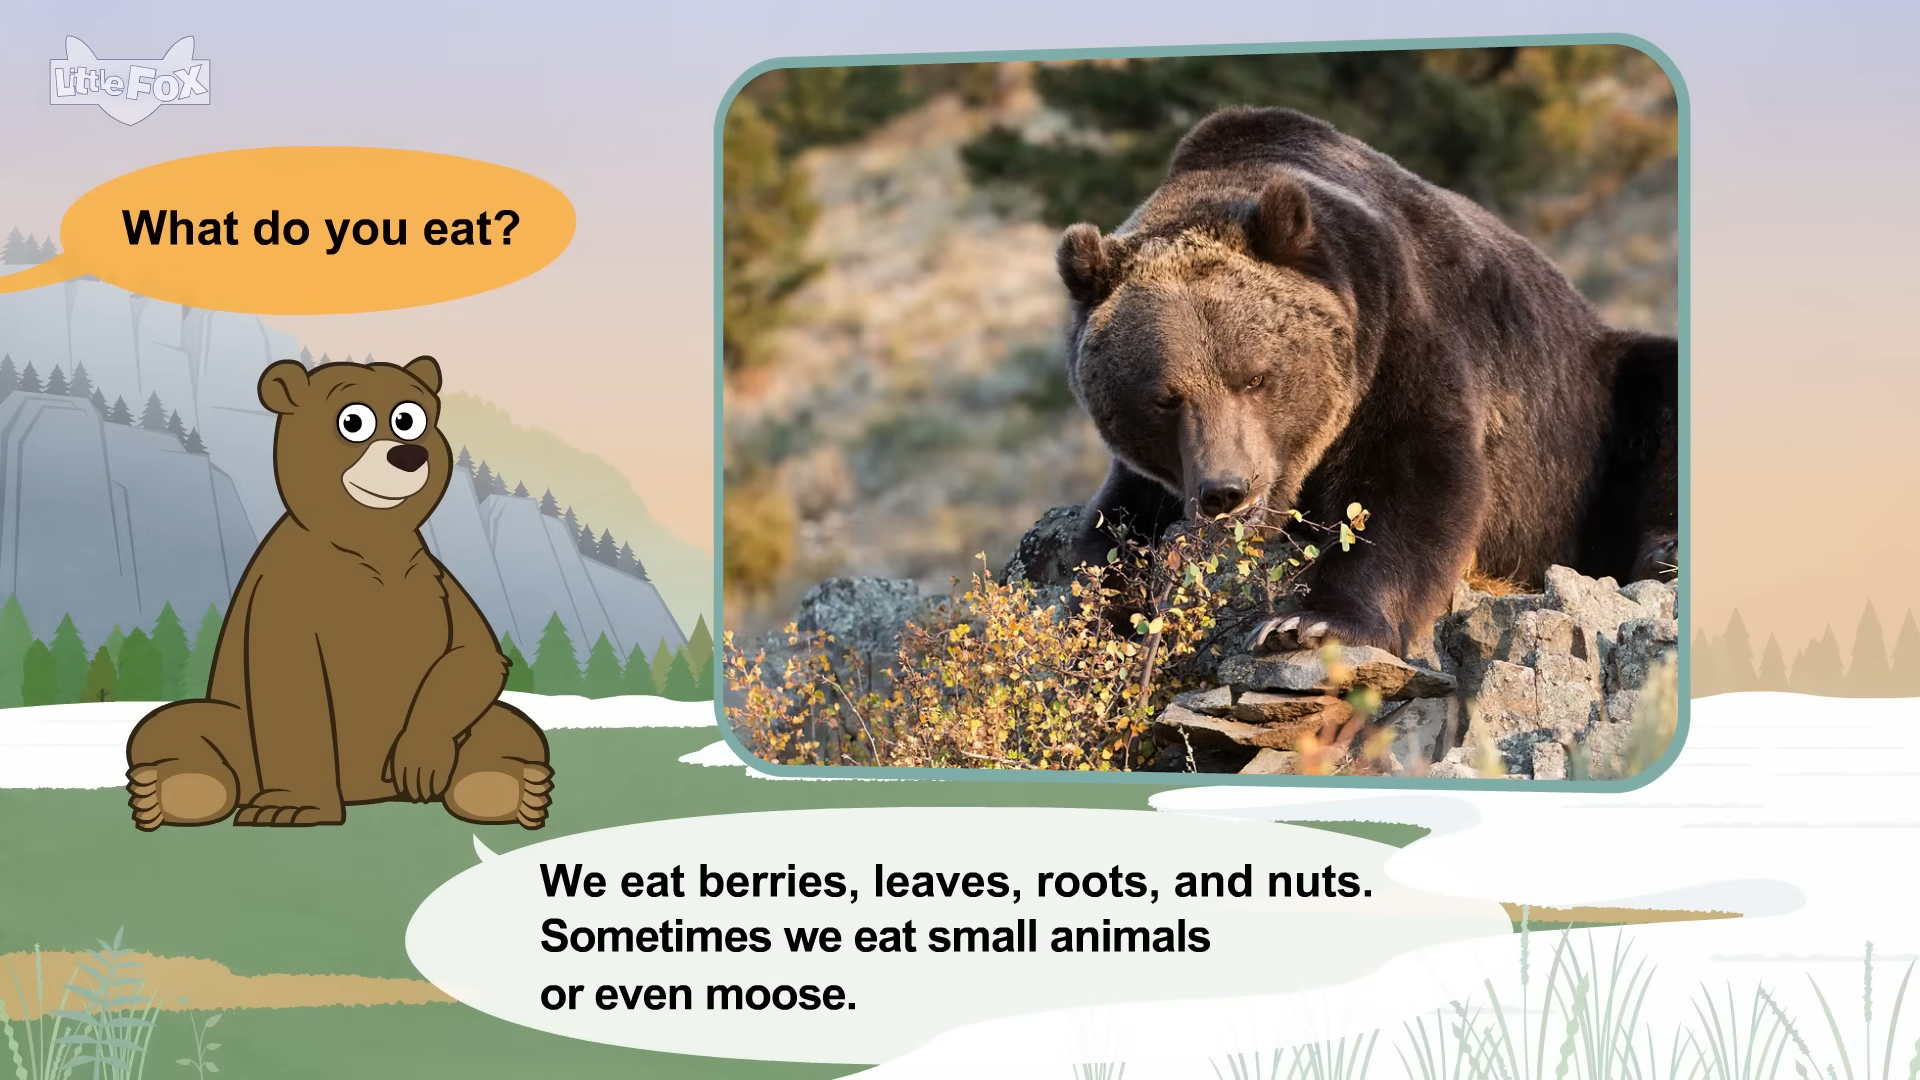 Little Fox
What do you eat?
We eat berries, leaves, roots, and nuts.
Sometimes we eat small animals
or even moose.